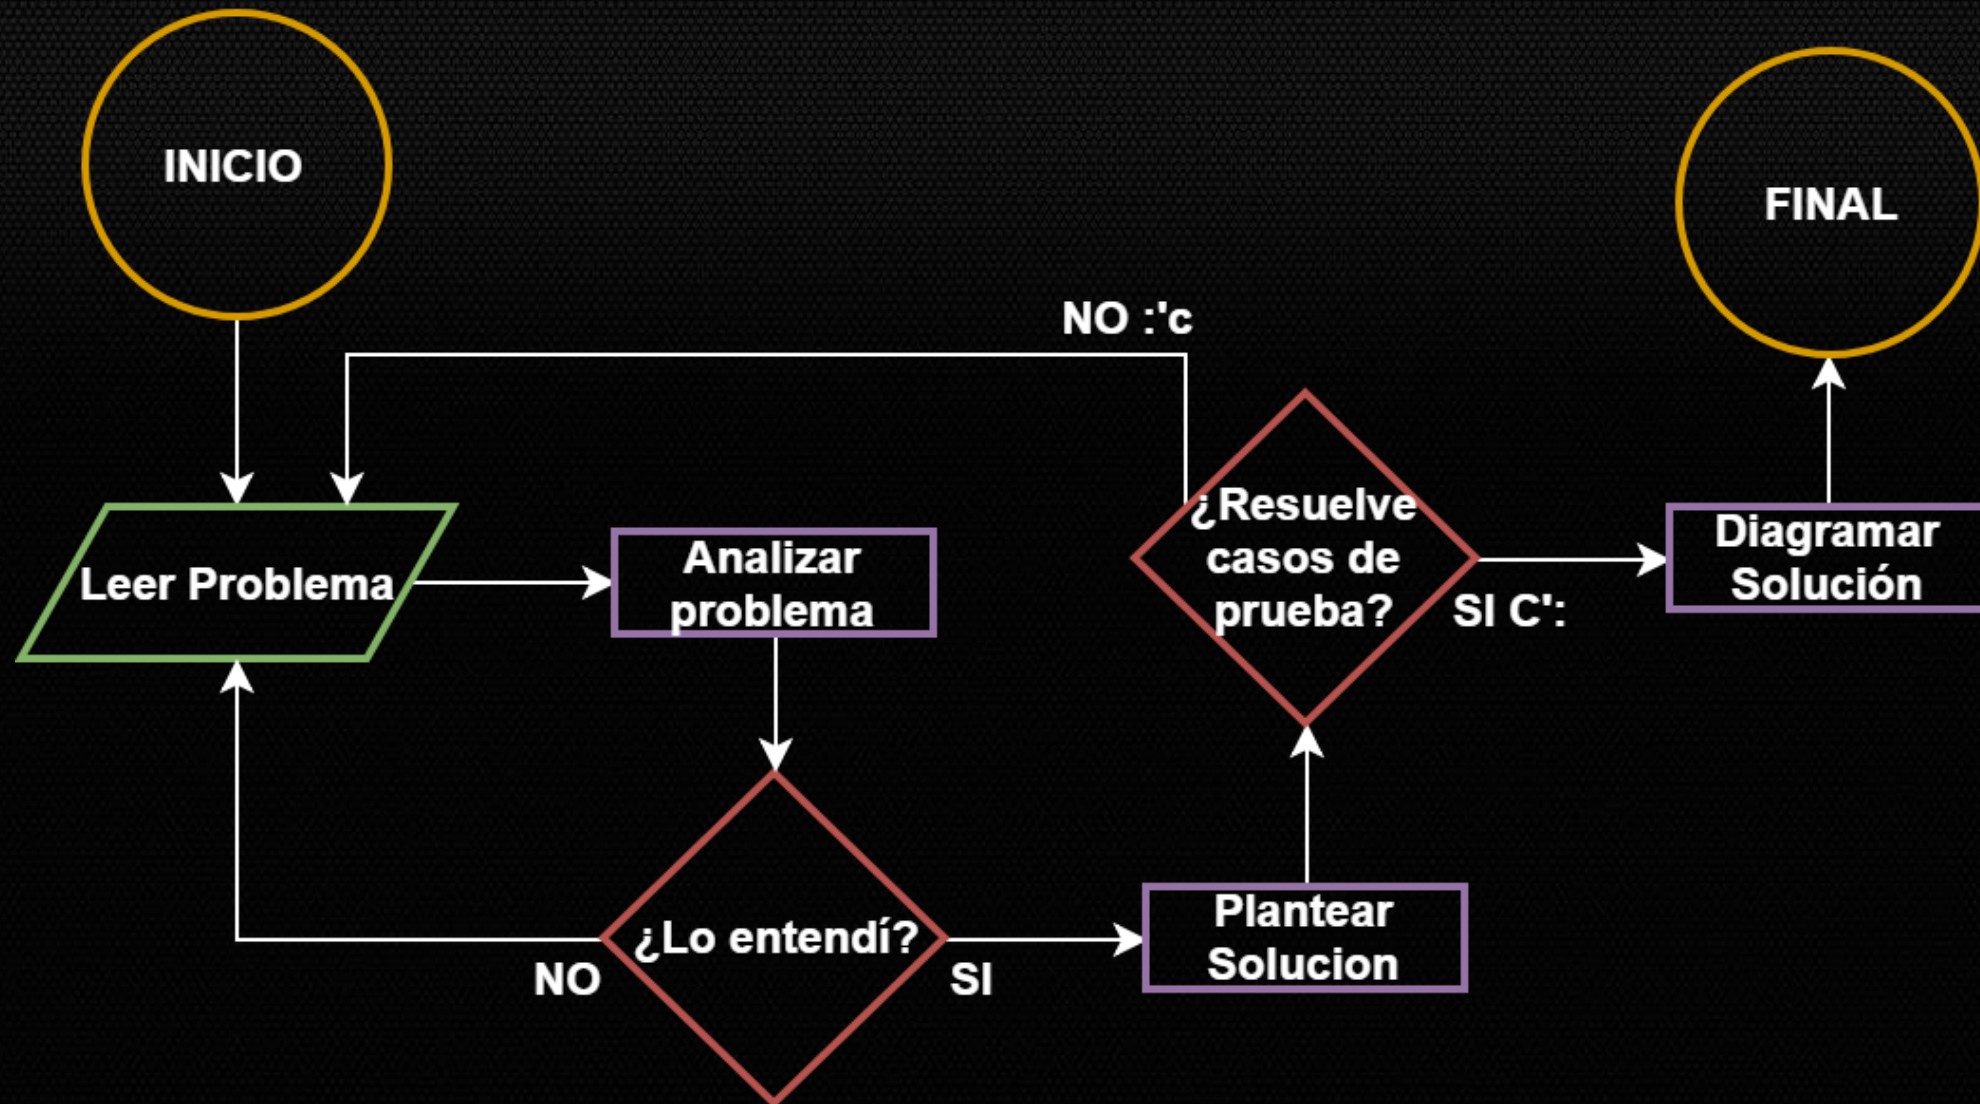 INICIO
FINAL
NO :'c
Leer Problema
Analizar
problema
¿Lo entendí?
NO
SI
Plantear
Solucion
¿Resuelve
casos de
prueba?
SI C':
Diagramar
Solución